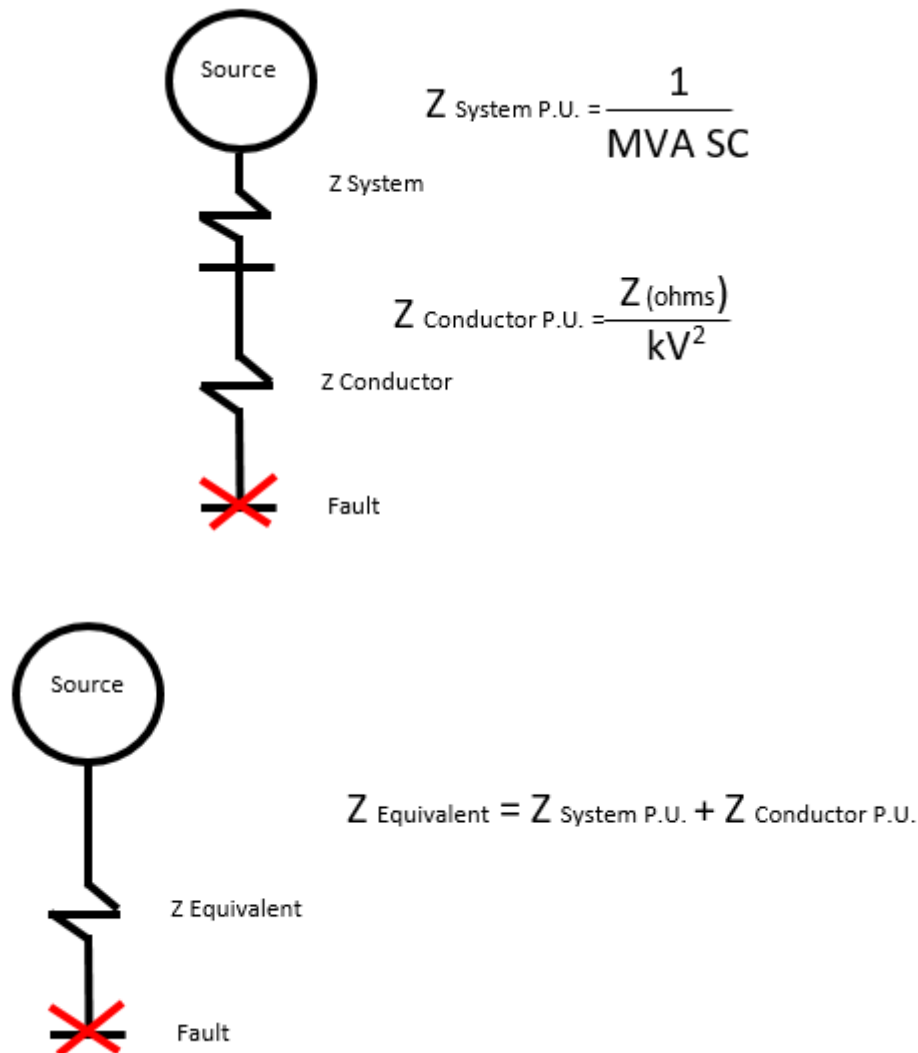 Source
Z System P.U. = 1 / MVA SC
Z System
Z Conductor P.U. = Z (ohms) / kV²
Z Conductor
Fault
Source
Z Equivalent = Z System P.U. + Z Conductor P.U.
Z Equivalent
Fault